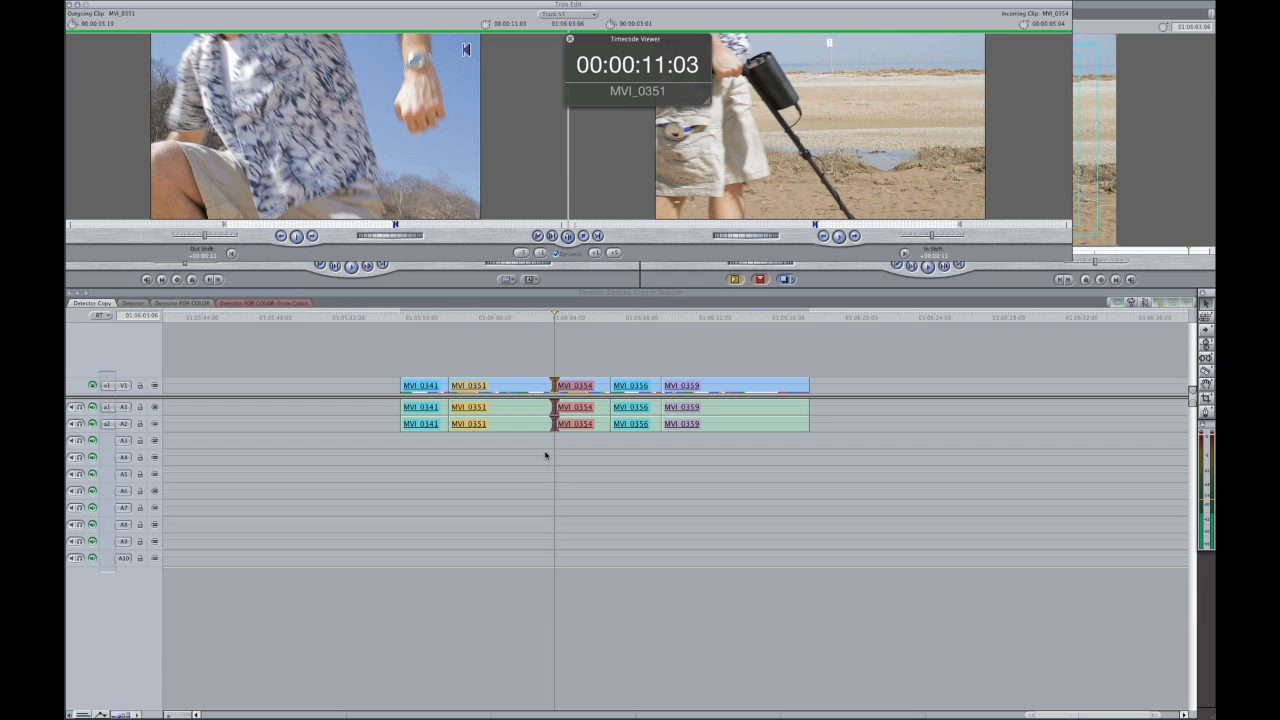 Trim Edit
Outgoing Clip: MVI_0351
Track V1
Incoming Clip: MVI_0354
00:00:05:19
00:00:11:03
01:06:03:06
00:00:03:01
00:00:05:04
01:06:03:06
Timecode Viewer
00:00:11:03
MVI_0351
Out Shift:
+00:00:11
-5
-1
Dynamic
+1
+5
In Shift:
+00:00:11
Timeline: Detector Copy in Detector
Detector Copy
Detector
Detector FOR COLOR
Detector FOR COLOR (from Color)
RT
01:06:03:06
01:05:44:00
01:05:48:00
01:05:52:00
01:05:56:00
01:06:00:00
01:06:04:00
01:06:08:00
01:06:12:00
01:06:16:00
01:06:20:00
01:06:24:00
01:06:28:00
01:06:32:00
01:06:36:00
v1 V1 MVI_0341 MVI_0351 MVI_0354 MVI_0356 MVI_0359
a1 A1 MVI_0341 MVI_0351 MVI_0354 MVI_0356 MVI_0359
a2 A2 MVI_0341 MVI_0351 MVI_0354 MVI_0356 MVI_0359
A3
A4
A5
A6
A7
A8
A9
A10